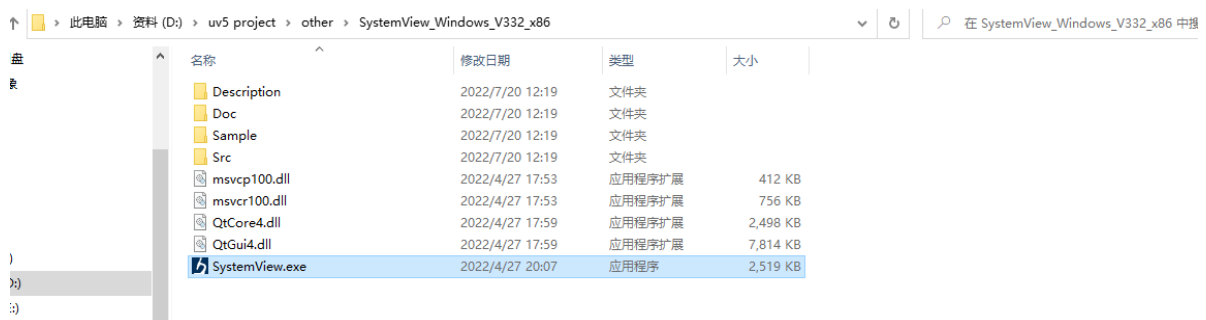 此电脑 > 资料 (D:) > uv5 project > other > SystemView_Windows_V332_x86 在 SystemView_Windows_V332_x86 中搜
盘 名称 修改日期 类型 大小
象
Description 2022/7/20 12:19 文件夹
Doc 2022/7/20 12:19 文件夹
Sample 2022/7/20 12:19 文件夹
Src 2022/7/20 12:19 文件夹
msvcp100.dll 2022/4/27 17:53 应用程序扩展 412 KB
msvcr100.dll 2022/4/27 17:53 应用程序扩展 756 KB
QtCore4.dll 2022/4/27 17:59 应用程序扩展 2,498 KB
QtGui4.dll 2022/4/27 17:59 应用程序扩展 7,814 KB
) SystemView.exe 2022/4/27 20:07 应用程序 2,519 KB
D:)
:)